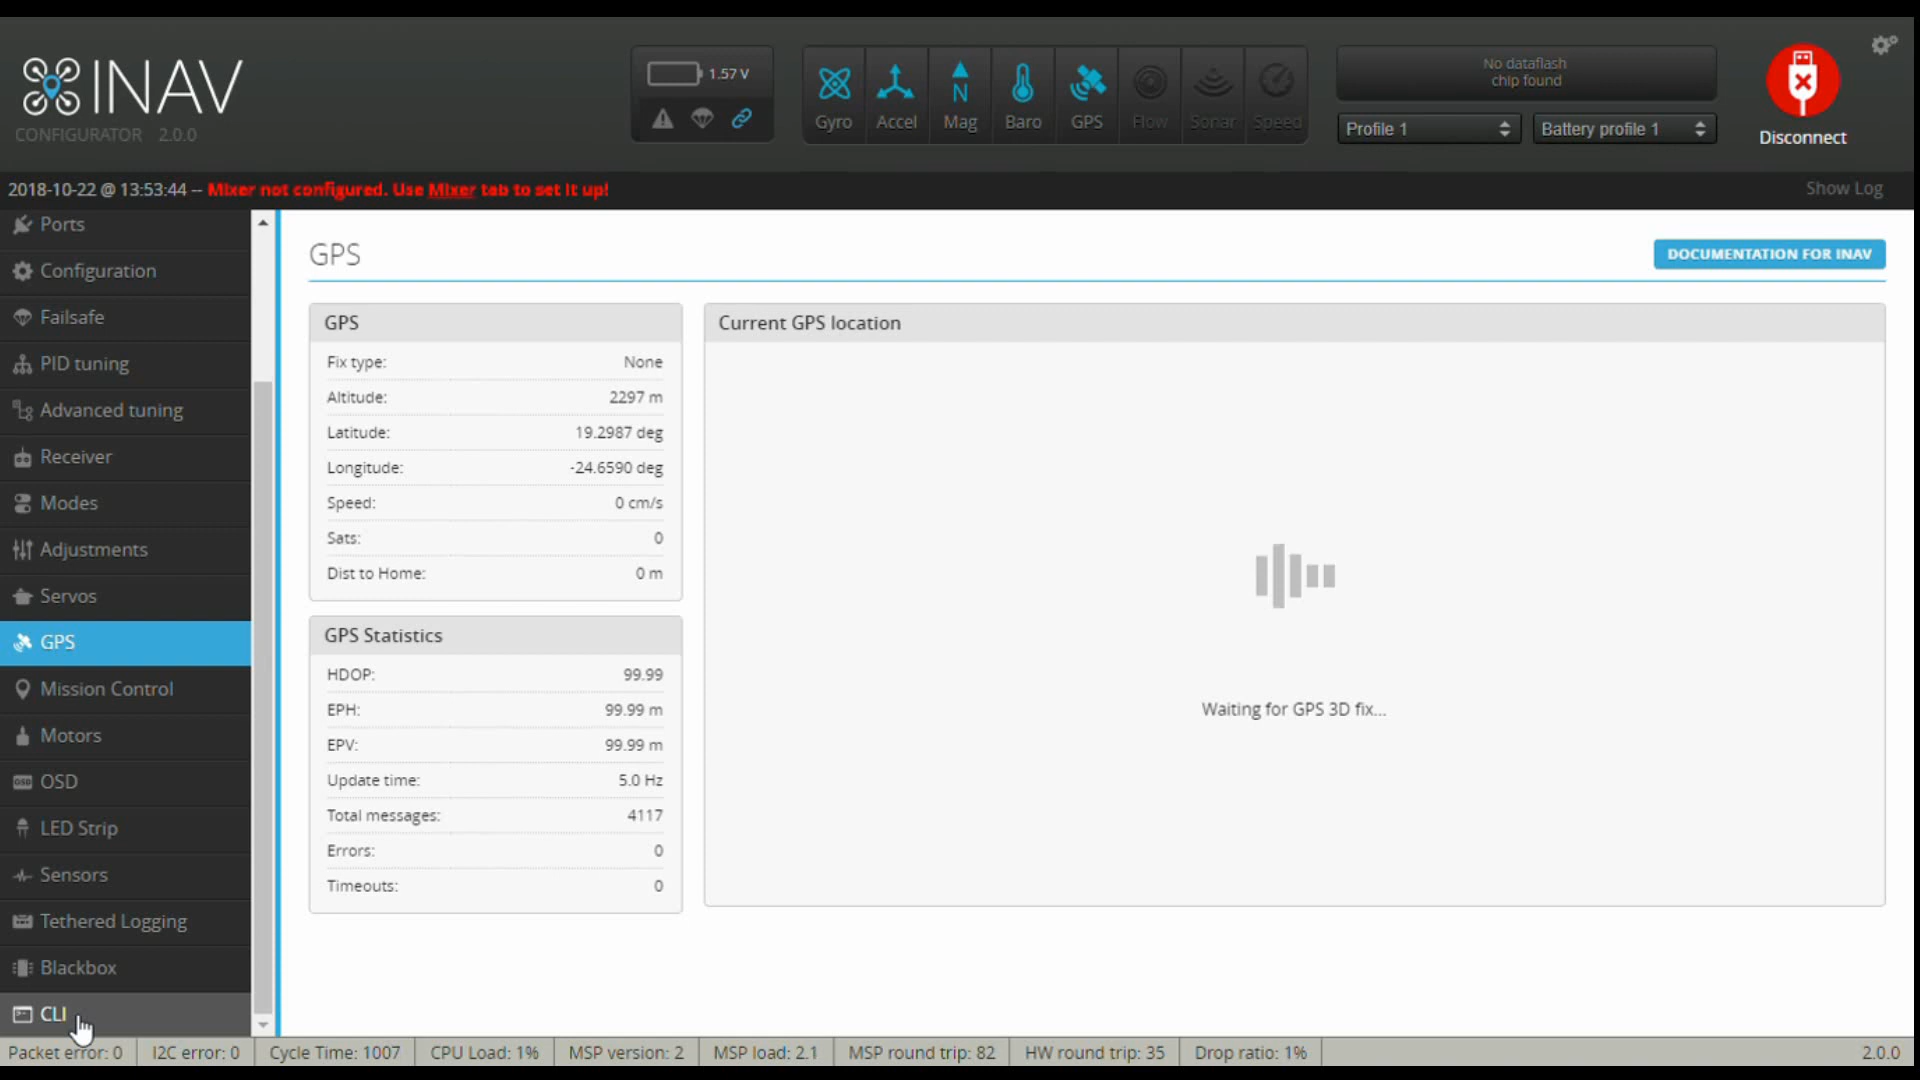 INAV
CONFIGURATOR 2.0.0
1.57 V
Gyro Accel Mag Baro GPS Flow Sonar Speed
No dataflash
chip found
Profile 1 Battery profile 1
Disconnect
2018-10-22 @ 13:53:44 -- Mixer not configured. Use Mixer tab to set it up!
Show Log
Ports
Configuration
Failsafe
PID tuning
Advanced tuning
Receiver
Modes
Adjustments
Servos
GPS
Mission Control
Motors
OSD
LED Strip
Sensors
Tethered Logging
Blackbox
CLI
GPS
DOCUMENTATION FOR INAV
GPS
Fix type: None
Altitude: 2297 m
Latitude: 19.2987 deg
Longitude: -24.6590 deg
Speed: 0 cm/s
Sats: 0
Dist to Home: 0 m
GPS Statistics
HDOP: 99.99
EPH: 99.99 m
EPV: 99.99 m
Update time: 5.0 Hz
Total messages: 4117
Errors: 0
Timeouts: 0
Current GPS location
Waiting for GPS 3D fix...
Packet error: 0 I2C error: 0 Cycle Time: 1007 CPU Load: 1% MSP version: 2 MSP load: 2.1 MSP round trip: 82 HW round trip: 35 Drop ratio: 1% 2.0.0